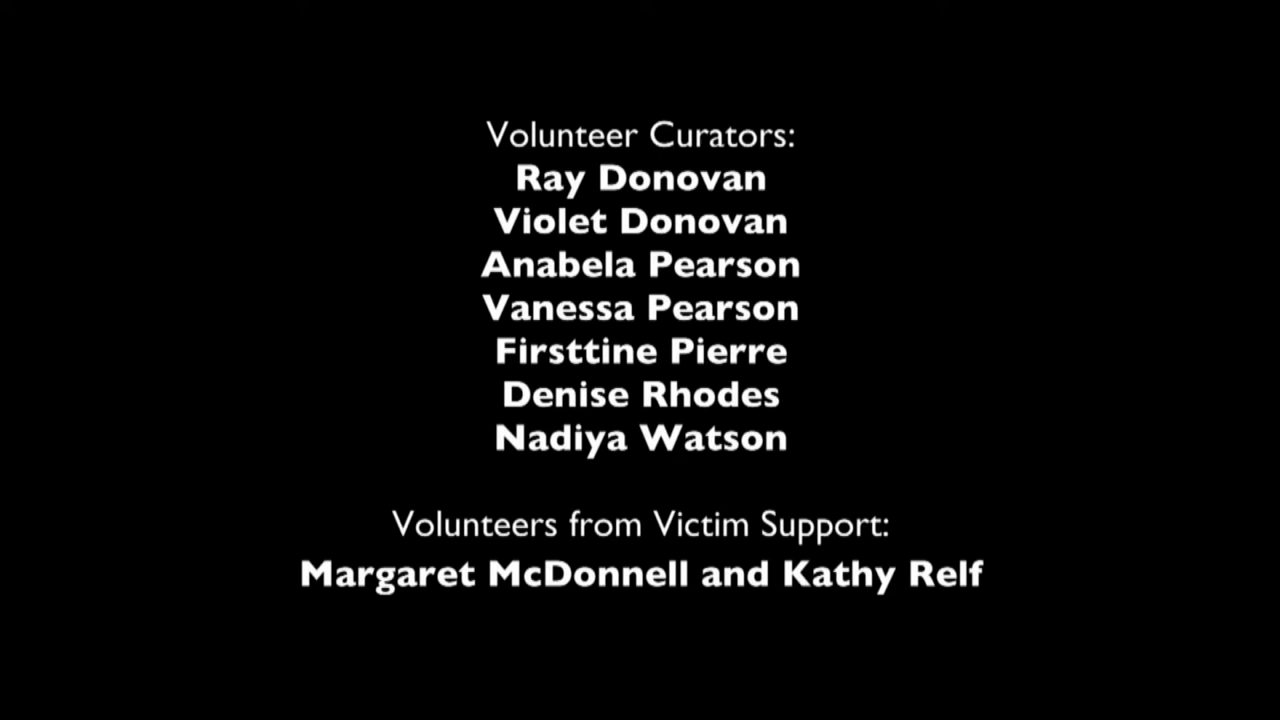 Volunteer Curators:
Ray Donovan
Violet Donovan
Anabela Pearson
Vanessa Pearson
Firsttine Pierre
Denise Rhodes
Nadiya Watson
Volunteers from Victim Support:
Margaret McDonnell and Kathy Relf